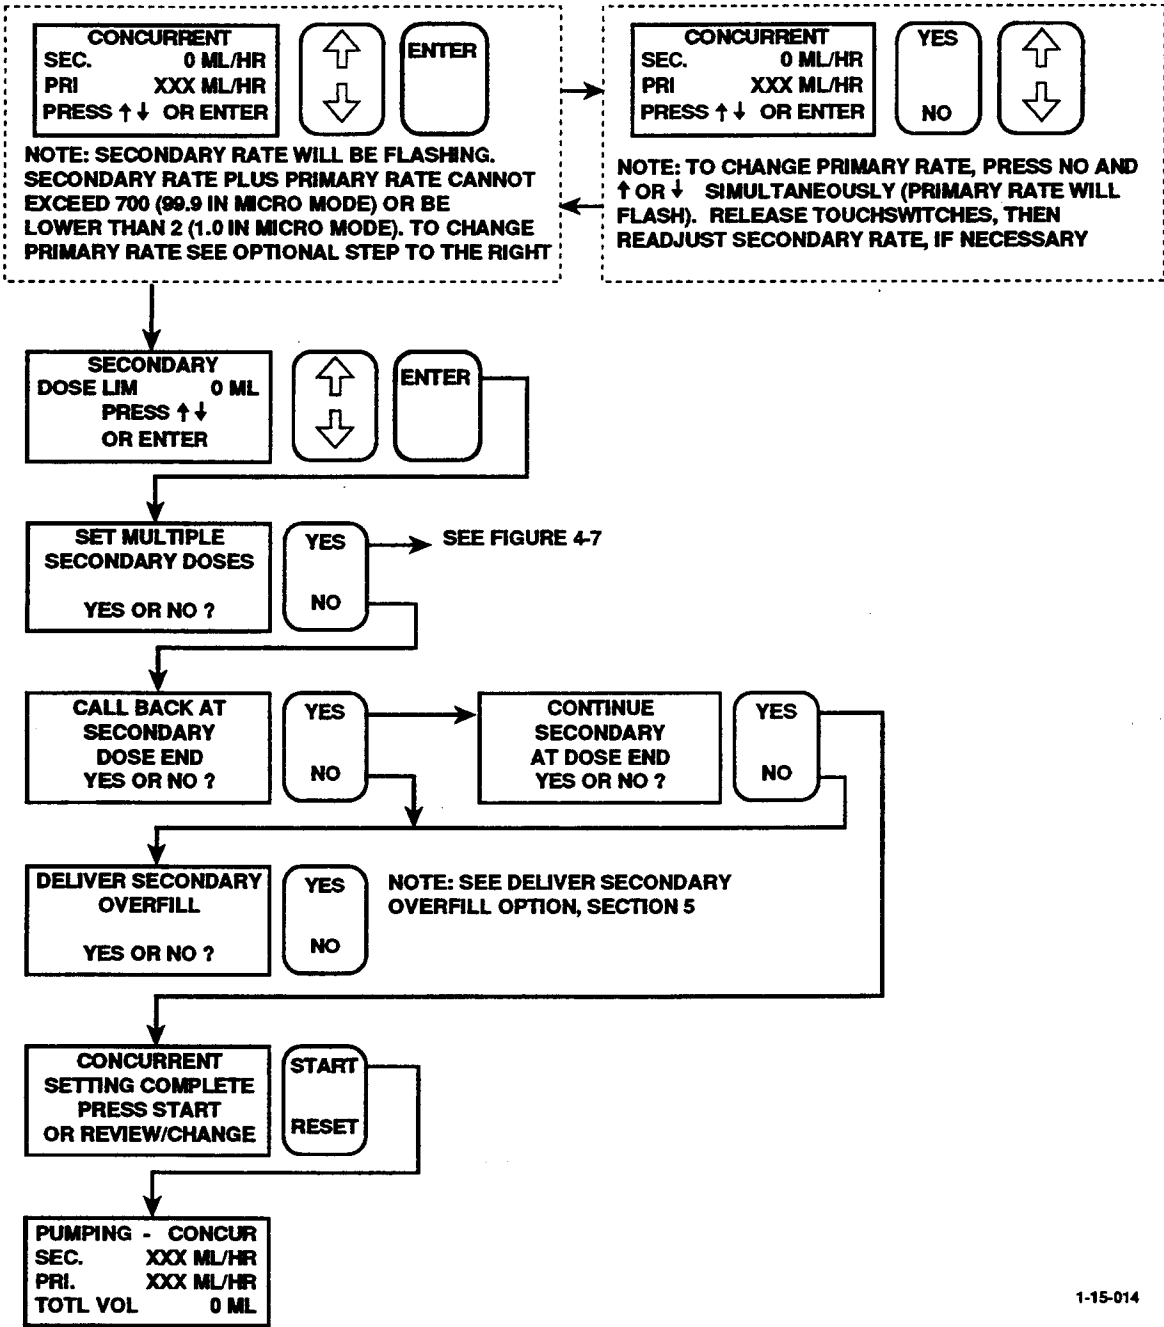 CONCURRENT
SEC. 0 ML/HR
PRI XXX ML/HR
PRESS ↑ ↓ OR ENTER
ENTER
NOTE: SECONDARY RATE WILL BE FLASHING.
SECONDARY RATE PLUS PRIMARY RATE CANNOT
EXCEED 700 (99.9 IN MICRO MODE) OR BE
LOWER THAN 2 (1.0 IN MICRO MODE). TO CHANGE
PRIMARY RATE SEE OPTIONAL STEP TO THE RIGHT
CONCURRENT
SEC. 0 ML/HR
PRI XXX ML/HR
PRESS ↑ ↓ OR ENTER
YES
NO
NOTE: TO CHANGE PRIMARY RATE, PRESS NO AND
↑ OR ↓ SIMULTANEOUSLY (PRIMARY RATE WILL
FLASH). RELEASE TOUCHSWITCHES, THEN
READJUST SECONDARY RATE, IF NECESSARY
SECONDARY
DOSE LIM 0 ML
PRESS ↑ ↓
OR ENTER
ENTER
SET MULTIPLE
SECONDARY DOSES
YES OR NO ?
YES
NO
SEE FIGURE 4-7
CALL BACK AT
SECONDARY
DOSE END
YES OR NO ?
YES
NO
CONTINUE
SECONDARY
AT DOSE END
YES OR NO ?
YES
NO
DELIVER SECONDARY
OVERFILL
YES OR NO ?
YES
NO
NOTE: SEE DELIVER SECONDARY
OVERFILL OPTION, SECTION 5
CONCURRENT
SETTING COMPLETE
PRESS START
OR REVIEW/CHANGE
START
RESET
PUMPING - CONCUR
SEC. XXX ML/HR
PRI. XXX ML/HR
TOTL VOL 0 ML
1-15-014